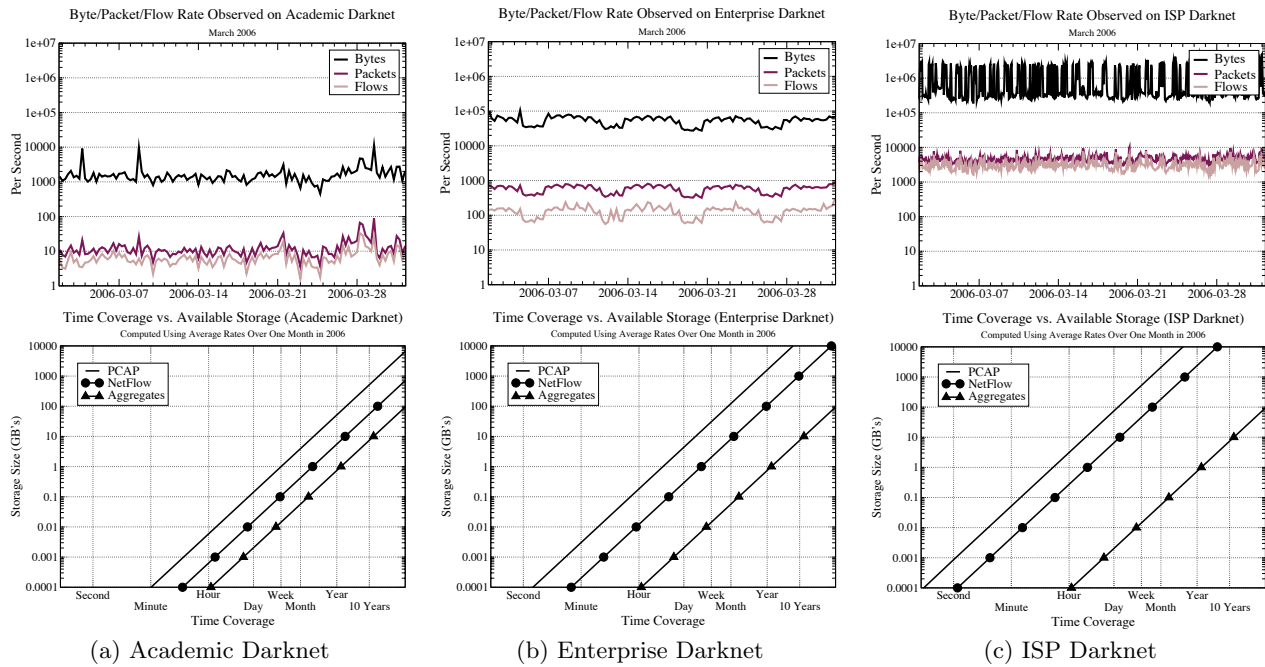 Byte/Packet/Flow Rate Observed on Academic Darknet
March 2006
1e+07
1e+06
1e+05
10000
1000
100
10
1
Per Second
Bytes
Packets
Flows
2006-03-07
2006-03-14
2006-03-21
2006-03-28
Byte/Packet/Flow Rate Observed on Enterprise Darknet
March 2006
1e+07
1e+06
1e+05
10000
1000
100
10
1
Per Second
Bytes
Packets
Flows
2006-03-07
2006-03-14
2006-03-21
2006-03-28
Byte/Packet/Flow Rate Observed on ISP Darknet
March 2006
1e+07
1e+06
1e+05
10000
1000
100
10
1
Per Second
Bytes
Packets
Flows
2006-03-07
2006-03-14
2006-03-21
2006-03-28
Time Coverage vs. Available Storage (Academic Darknet)
Computed Using Average Rates Over One Month in 2006
10000
1000
100
10
1
0.1
0.01
0.001
0.0001
Storage Size (GB's)
PCAP
NetFlow
Aggregates
Second
Minute
Hour
Day
Week
Month
Year
10 Years
Time Coverage
(a) Academic Darknet
Time Coverage vs. Available Storage (Enterprise Darknet)
Computed Using Average Rates Over One Month in 2006
10000
1000
100
10
1
0.1
0.01
0.001
0.0001
Storage Size (GB's)
PCAP
NetFlow
Aggregates
Second
Minute
Hour
Day
Week
Month
Year
10 Years
Time Coverage
(b) Enterprise Darknet
Time Coverage vs. Available Storage (ISP Darknet)
Computed Using Average Rates Over One Month in 2006
10000
1000
100
10
1
0.1
0.01
0.001
0.0001
Storage Size (GB's)
PCAP
NetFlow
Aggregates
Second
Minute
Hour
Day
Week
Month
Year
10 Years
Time Coverage
(c) ISP Darknet